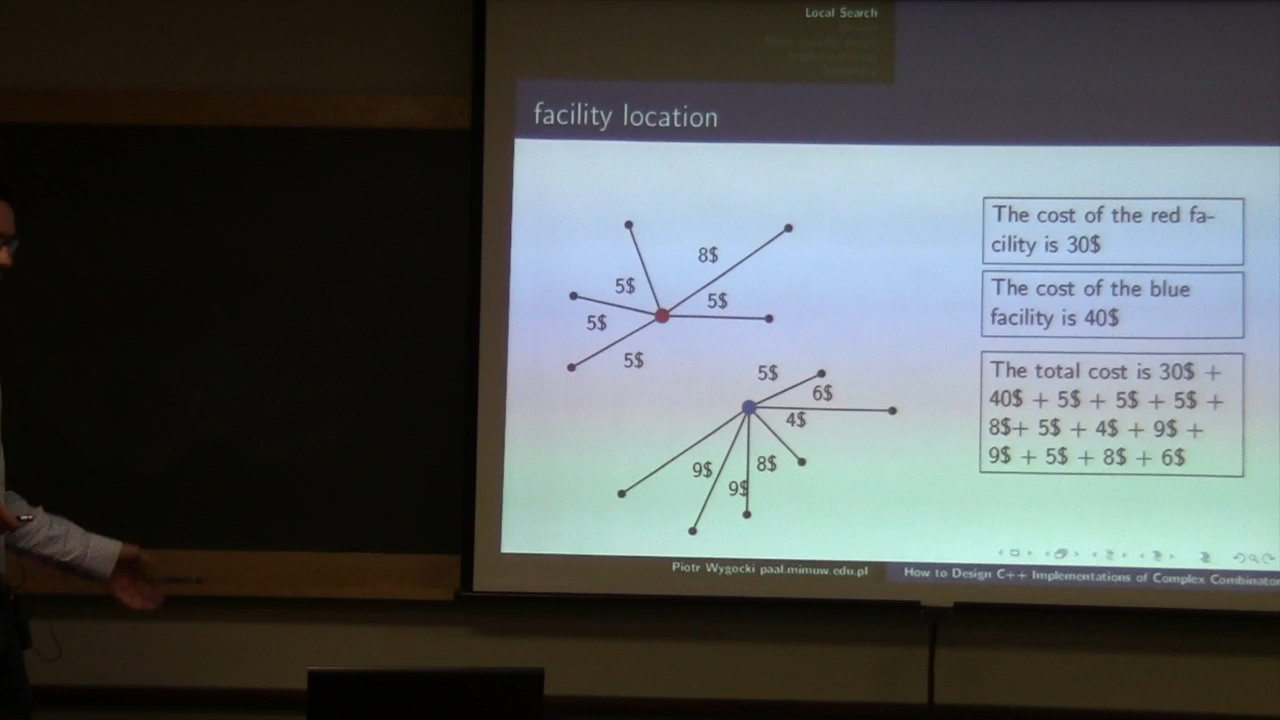 Local Search
facility location
8$
5$
5$
5$
5$
The cost of the red fa-
cility is 30$
The cost of the blue
facility is 40$
5$
6$
4$
9$
8$
9$
The total cost is 30$ +
40$ + 5$ + 5$ + 5$ +
8$+ 5$ + 4$ + 9$ +
9$ + 5$ + 8$ + 6$
Piotr Wygocki paal.mimuw.edu.pl
How to Design C++ Implementations of Complex Combinator